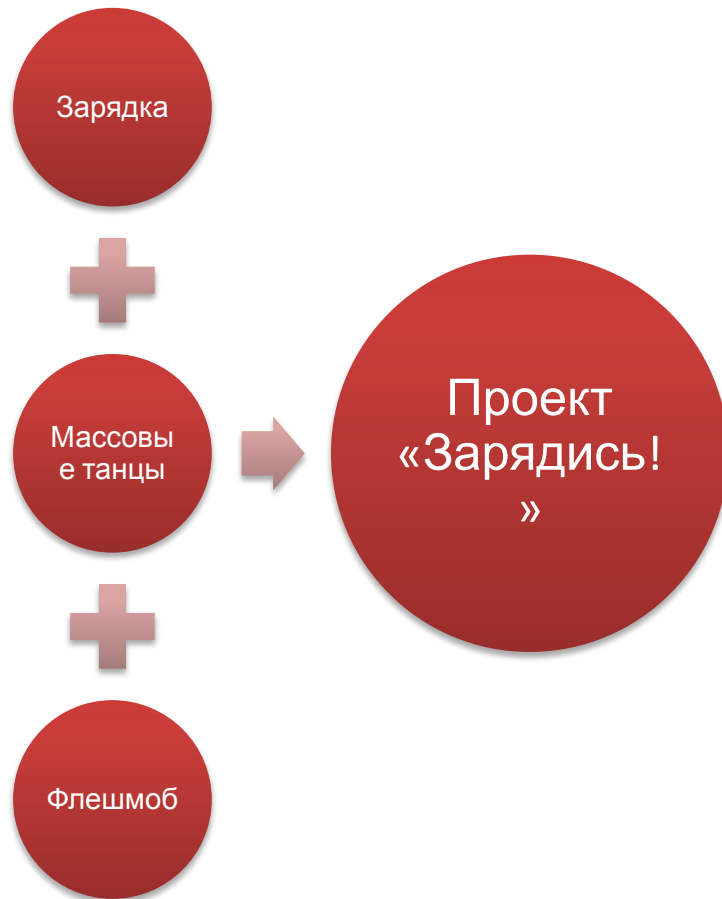 Зарядка
Массовы
е танцы
Флешмоб
Проект
«Зарядись!
»